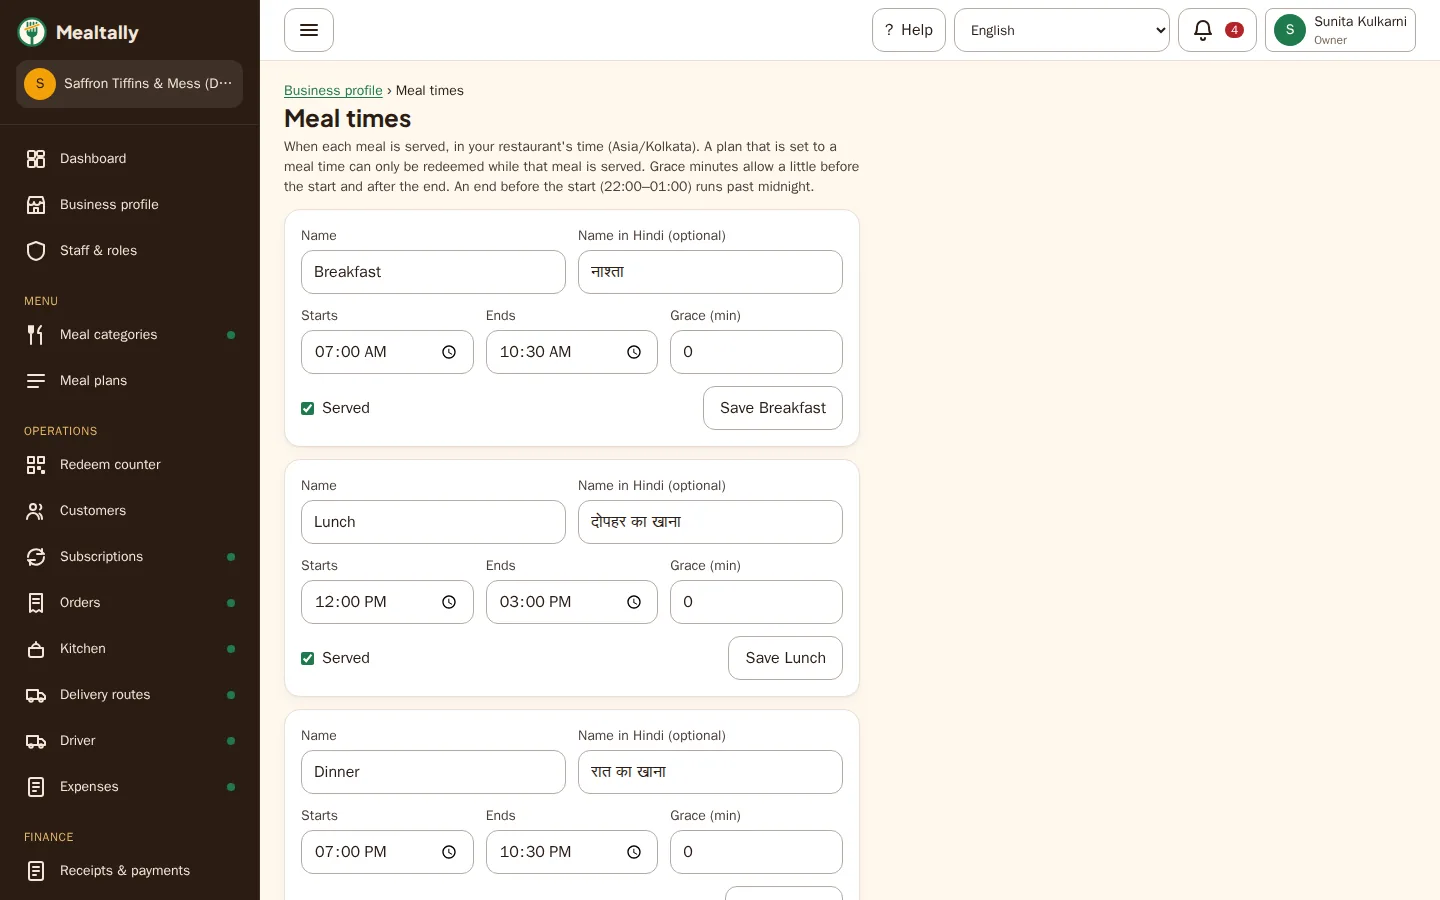 Mealtally
S
Saffron Tiffins & Mess (D···
Dashboard
Business profile
Staff & roles
MENU
Meal categories
Meal plans
OPERATIONS
Redeem counter
Customers
Subscriptions
Orders
Kitchen
Delivery routes
Driver
Expenses
FINANCE
Receipts & payments
? Help
English
4
S
Sunita Kulkarni
Owner
Business profile › Meal times
Meal times
When each meal is served, in your restaurant's time (Asia/Kolkata). A plan that is set to a
meal time can only be redeemed while that meal is served. Grace minutes allow a little before
the start and after the end. An end before the start (22:00–01:00) runs past midnight.
Name
Name in Hindi (optional)
Breakfast
नाश्ता
Starts
Ends
Grace (min)
07:00 AM
10:30 AM
0
Served
Save Breakfast
Name
Name in Hindi (optional)
Lunch
दोपहर का खाना
Starts
Ends
Grace (min)
12:00 PM
03:00 PM
0
Served
Save Lunch
Name
Name in Hindi (optional)
Dinner
रात का खाना
Starts
Ends
Grace (min)
07:00 PM
10:30 PM
0